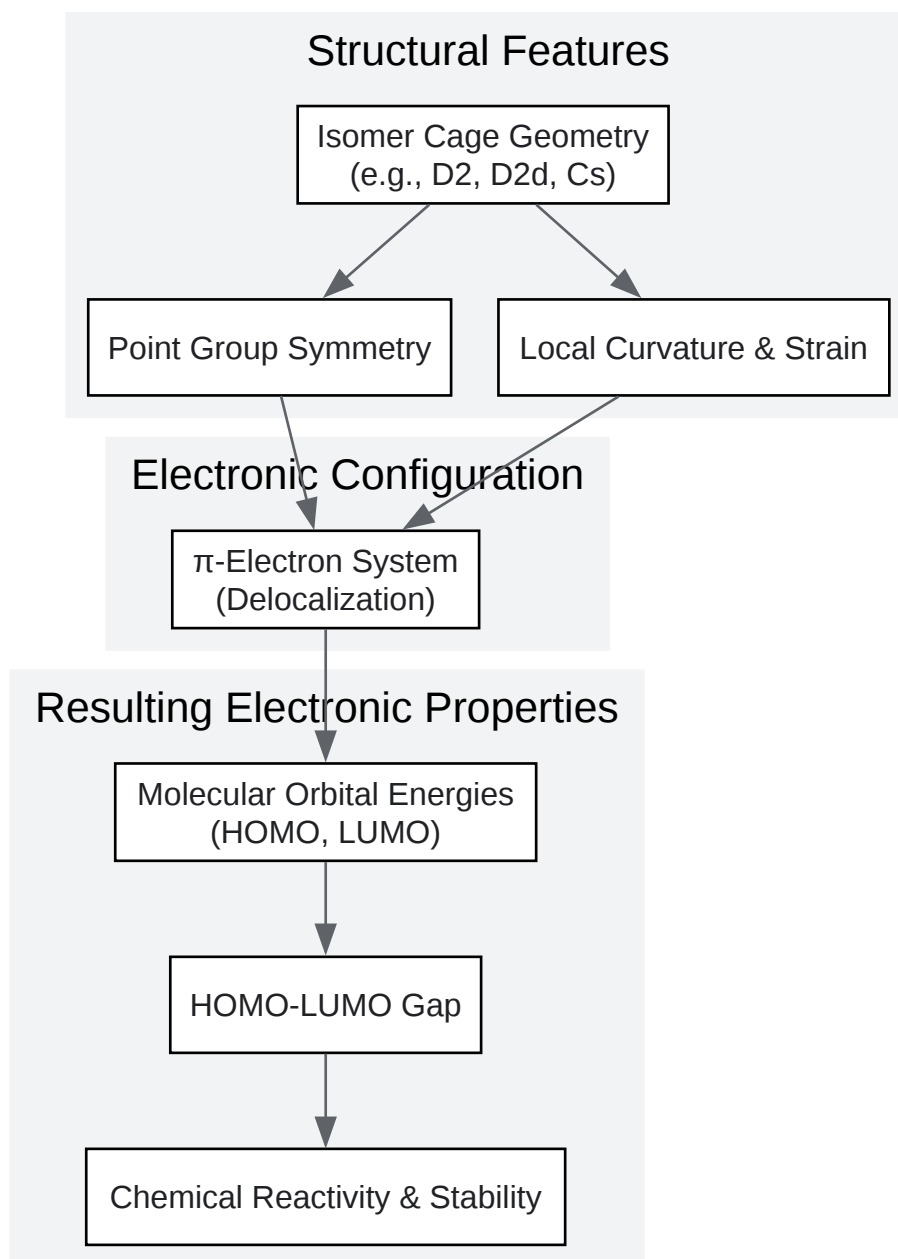 Structural Features
Isomer Cage Geometry
(e.g., D2, D2d, Cs)
Point Group Symmetry
Local Curvature & Strain
Electronic Configuration
π-Electron System
(Delocalization)
Resulting Electronic Properties
Molecular Orbital Energies
(HOMO, LUMO)
HOMO-LUMO Gap
Chemical Reactivity & Stability